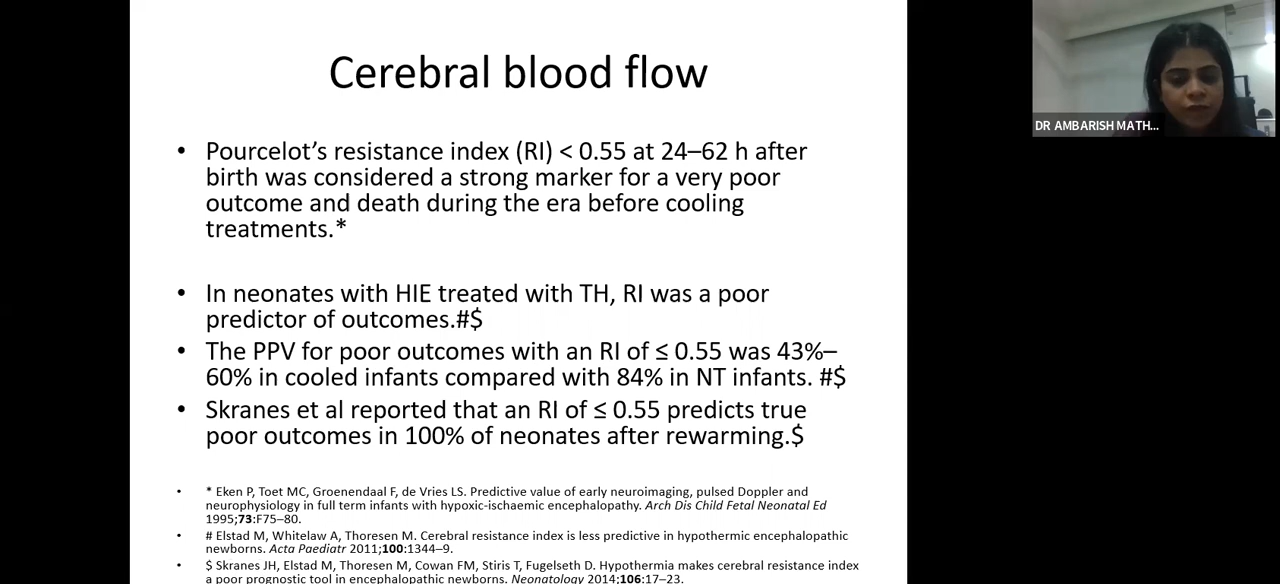 Cerebral blood flow
• Pourcelot’s resistance index (RI) < 0.55 at 24–62 h after
birth was considered a strong marker for a very poor
outcome and death during the era before cooling
treatments.*
• In neonates with HIE treated with TH, RI was a poor
predictor of outcomes.#$
• The PPV for poor outcomes with an RI of ≤ 0.55 was 43%–
60% in cooled infants compared with 84% in NT infants. #$
• Skranes et al reported that an RI of ≤ 0.55 predicts true
poor outcomes in 100% of neonates after rewarming.$
• * Eken P, Toet MC, Groenendaal F, de Vries LS. Predictive value of early neuroimaging, pulsed Doppler and
neurophysiology in full term infants with hypoxic-ischaemic encephalopathy. Arch Dis Child Fetal Neonatal Ed
1995;73:F75–80.
• # Elstad M, Whitelaw A, Thoresen M. Cerebral resistance index is less predictive in hypothermic encephalopathic
newborns. Acta Paediatr 2011;100:1344–9.
• $ Skranes JH, Elstad M, Thoresen M, Cowan FM, Stiris T, Fugelseth D. Hypothermia makes cerebral resistance index
a poor prognostic tool in encephalopathic newborns. Neonatology 2014;106:17–23.
DR AMBARISH MATH...